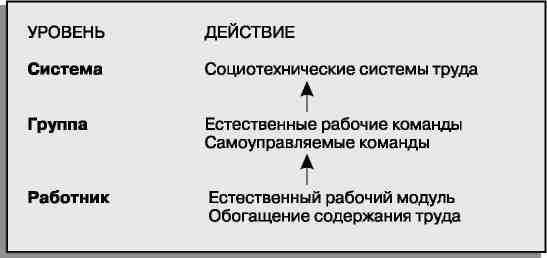 УРОВЕНЬ ДЕЙСТВИЕ
Система Социотехнические системы труда
Группа Естественные рабочие команды
Самоуправляемые команды
Работник Естественный рабочий модуль
Обогащение содержания труда